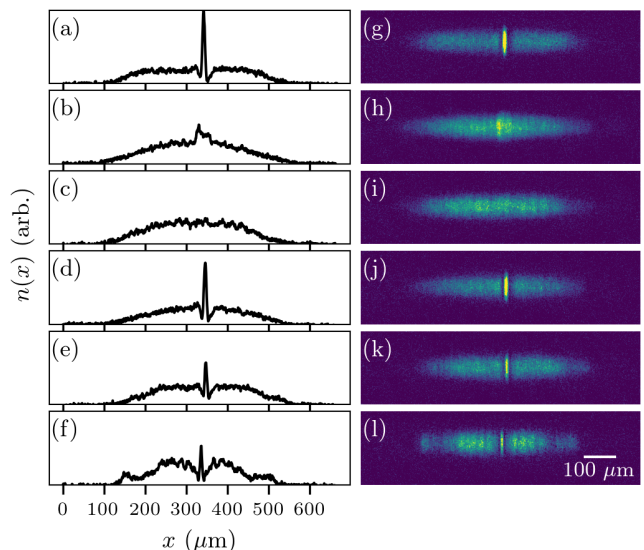 (a)
(g)
(b)
(h)
(c)
(i)
(d)
(j)
(e)
(k)
(f)
(l)
100 μm
0 100 200 300 400 500 600
x (μm)
n(x) (arb.)